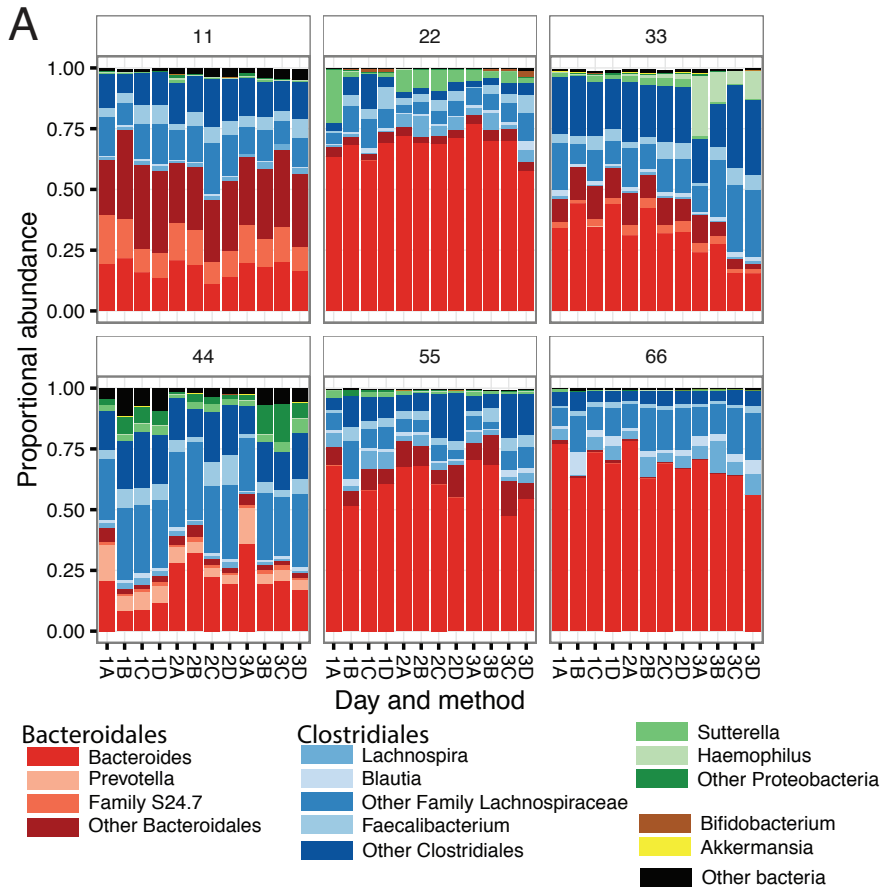 A
11 22 33
1.00
0.75
0.50
0.25
0.00
44 55 66
1.00
0.75
0.50
0.25
0.00
Proportional abundance
1A 1B 1C 1D 2A 2B 2C 2D 3A 3B 3C 3D 1A 1B 1C 1D 2A 2B 2C 2D 3A 3B 3C 3D 1A 1B 1C 1D 2A 2B 2C 2D 3A 3B 3C 3D
Day and method
Bacteroidales
Bacteroides
Prevotella
Family S24.7
Other Bacteroidales
Clostridiales
Lachnospira
Blautia
Other Family Lachnospiraceae
Faecalibacterium
Other Clostridiales
Sutterella
Haemophilus
Other Proteobacteria
Bifidobacterium
Akkermansia
Other bacteria